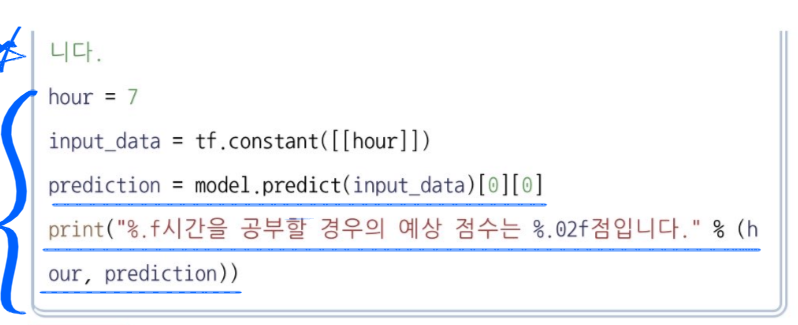 니다.
hour = 7
input_data = tf.constant([[hour]])
prediction = model.predict(input_data)[0][0]
print("%.f시간을 공부할 경우의 예상 점수는 %.02f점입니다." % (h
our, prediction))